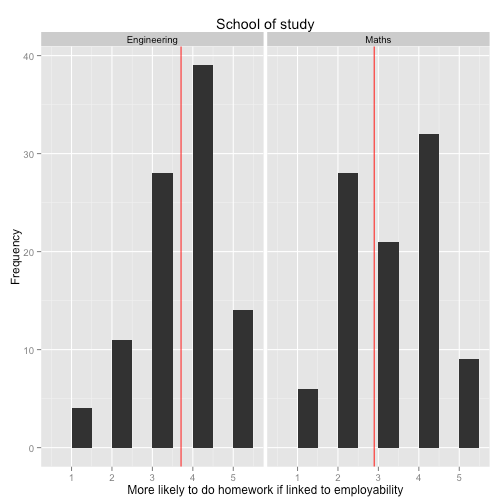 School of study
Engineering Maths
40
30
20
10
0
Frequency
1 2 3 4 5 1 2 3 4 5
More likely to do homework if linked to employability